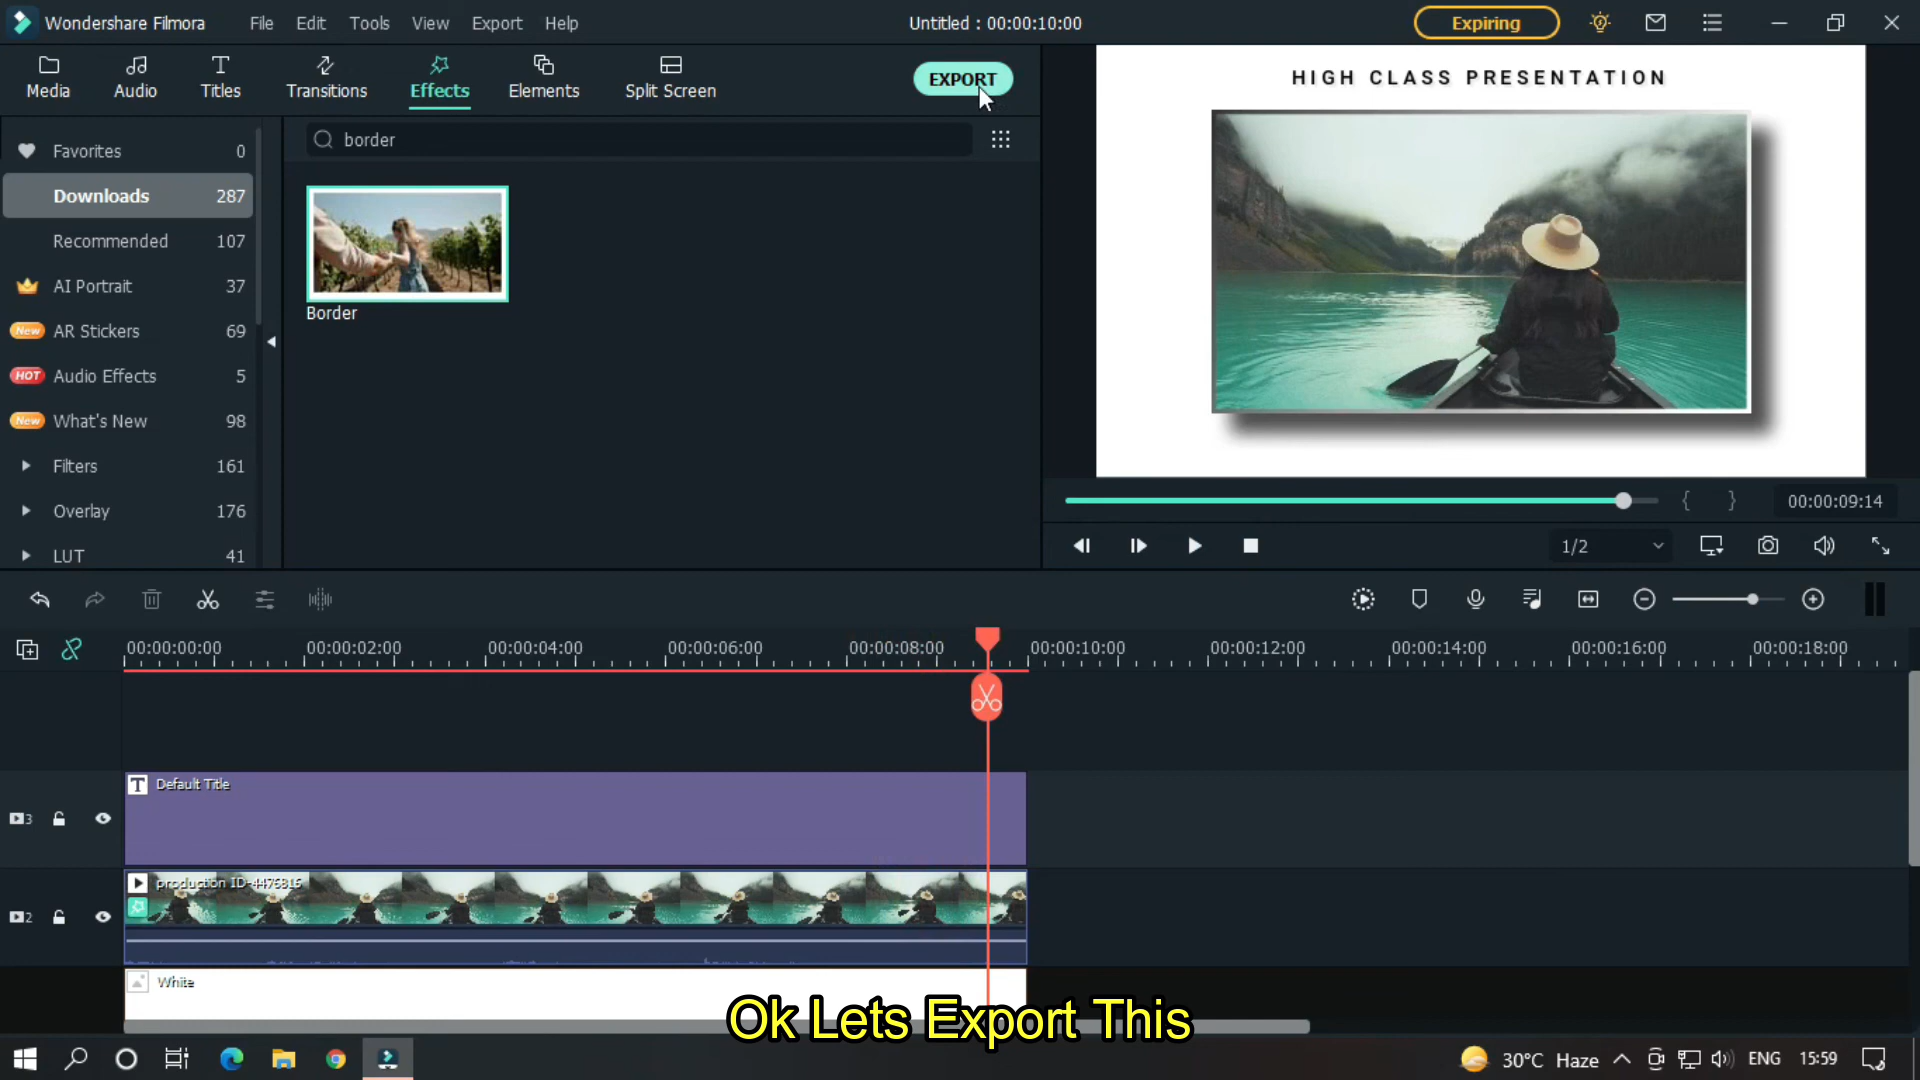 Wondershare Filmora File Edit Tools View Export Help Untitled : 00:00:10:00 Expiring
Media Audio Titles Transitions Effects Elements Split Screen EXPORT
border
Favorites 0
Downloads 287
Recommended 107
AI Portrait 37
New AR Stickers 69
HOT Audio Effects 5
New What's New 98
Filters 161
Overlay 176
LUT 41
Border
HIGH CLASS PRESENTATION
{ } 00:00:09:14
1/2
00:00:00:00 00:00:02:00 00:00:04:00 00:00:06:00 00:00:08:00 00:00:10:00 00:00:12:00 00:00:14:00 00:00:16:00 00:00:18:00
T Default Title
3
production ID-4476816
2
White
Ok Lets Export This
30°C Haze ENG 15:59